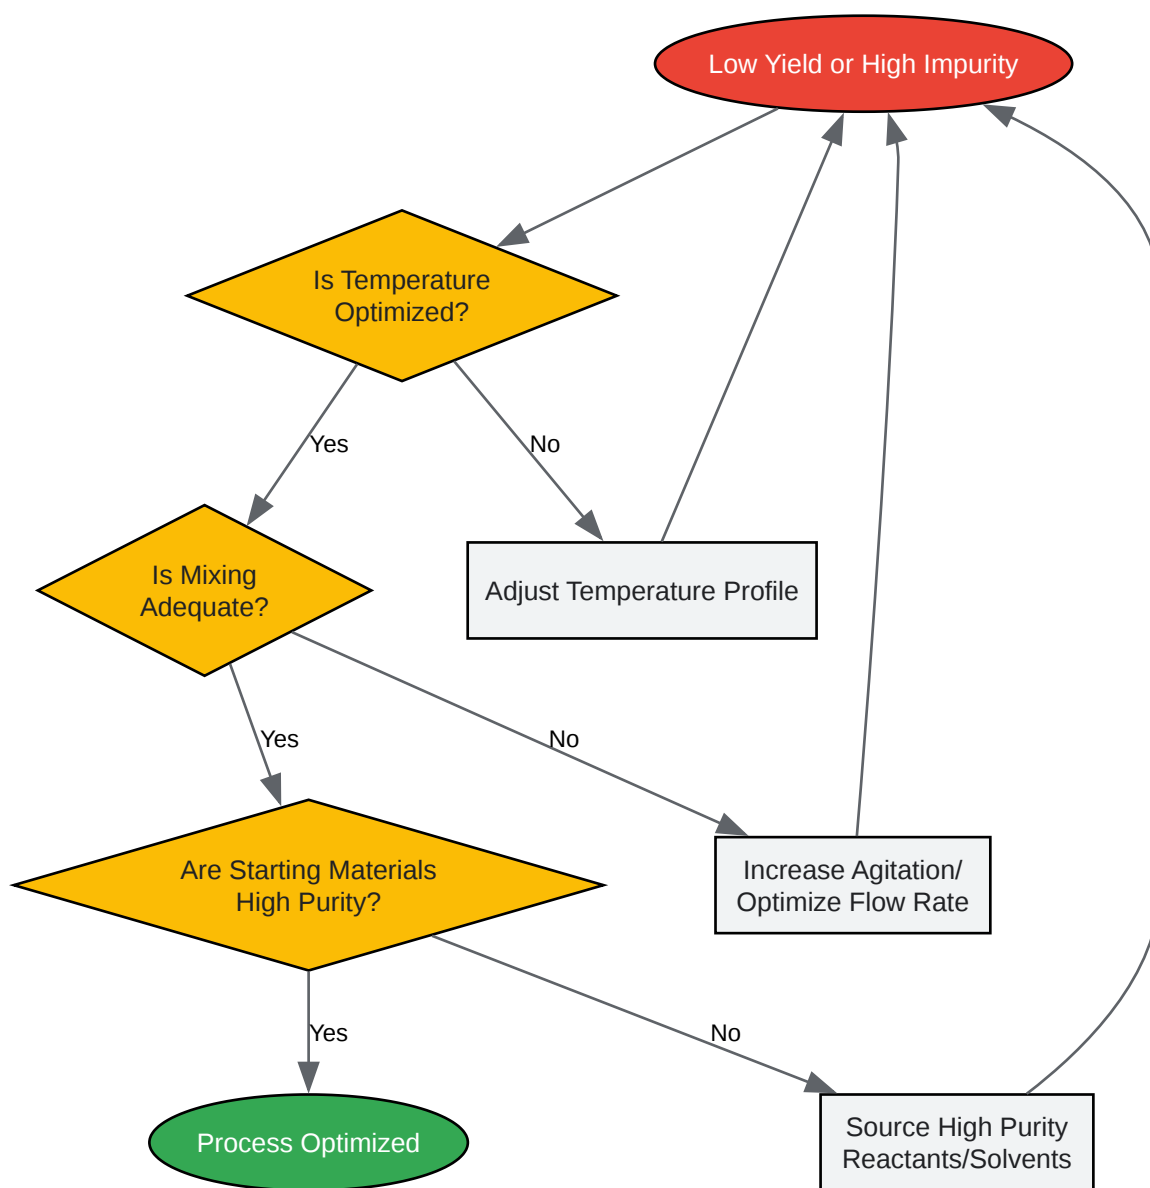 Low Yield or High Impurity
Is Temperature
Optimized?
Yes
No
Is Mixing
Adequate?
Adjust Temperature Profile
Yes
No
Are Starting Materials
High Purity?
Increase Agitation/
Optimize Flow Rate
Yes
No
Process Optimized
Source High Purity
Reactants/Solvents